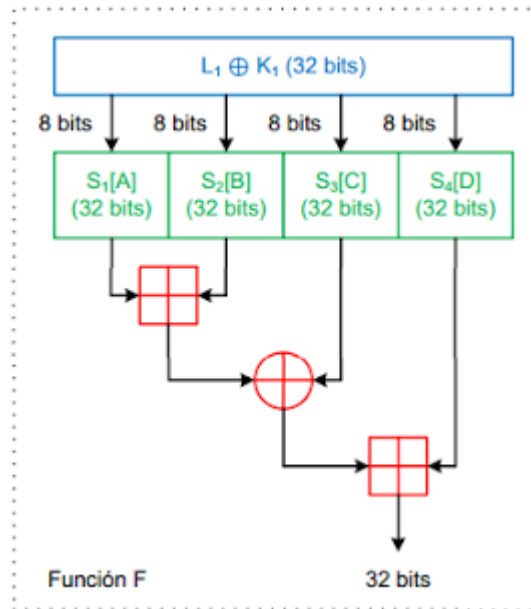 L₁ ⊕ K₁ (32 bits)
8 bits 8 bits 8 bits 8 bits
S₁[A] S₂[B] S₃[C] S₄[D]
(32 bits) (32 bits) (32 bits) (32 bits)
Función F 32 bits